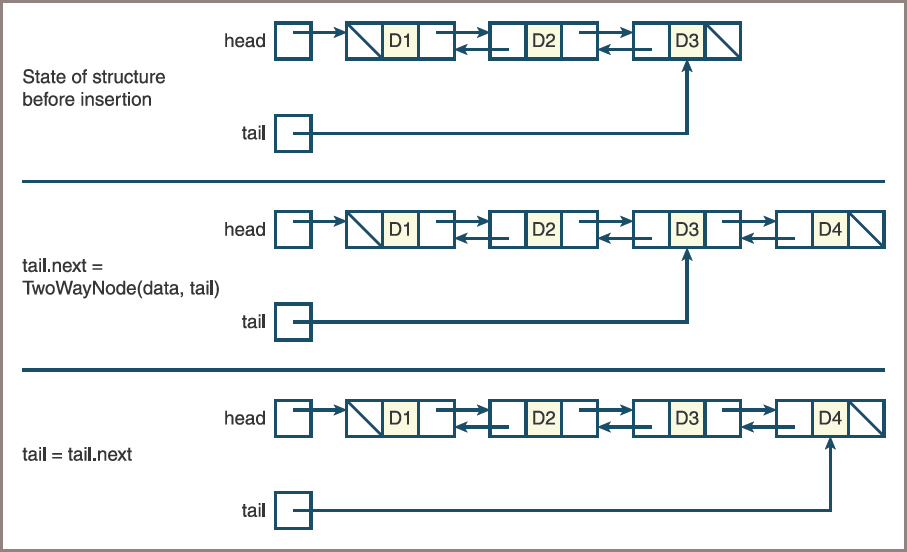 head D1 D2 D3
State of structure
before insertion
tail
head D1 D2 D3 D4
tail.next =
TwoWayNode(data, tail)
tail
head D1 D2 D3 D4
tail = tail.next
tail